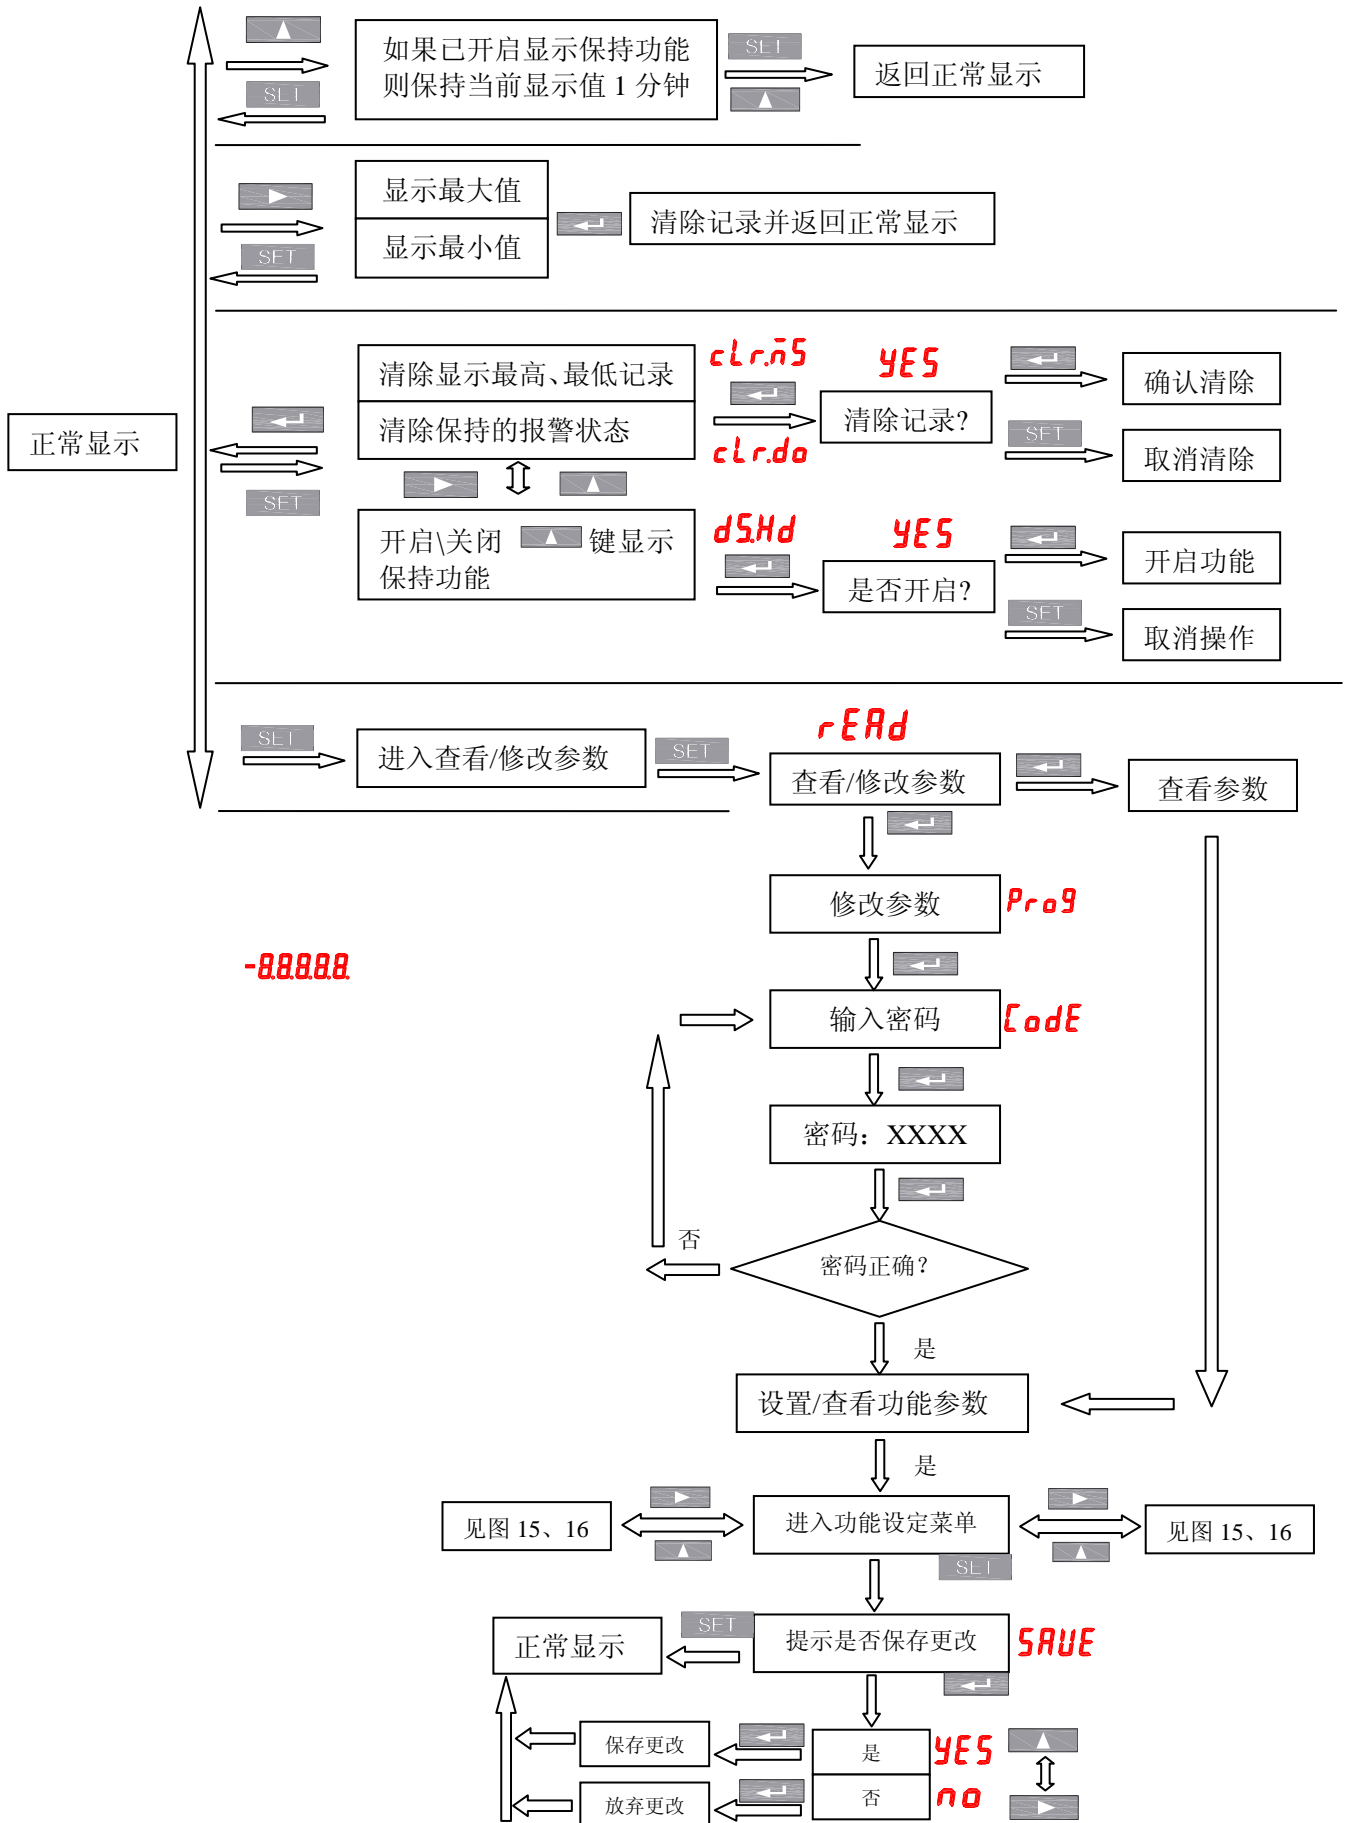 SET
如果已开启显示保持功能
则保持当前显示值 1 分钟
SET
返回正常显示
显示最大值
显示最小值
SET
清除记录并返回正常显示
正常显示
SET
清除显示最高、最低记录
清除保持的报警状态
cLr.n̄S
cLr.do
YES
清除记录?
确认清除
SET
取消清除
开启\关闭 键显示
保持功能
dS.Hd
YES
是否开启?
开启功能
SET
取消操作
SET
进入查看/修改参数
SET
rEAd
查看/修改参数
查看参数
修改参数
Prog
-8.8.8.8.8.
输入密码
CodE
密码：XXXX
密码正确?
否
是
设置/查看功能参数
是
见图 15、16
进入功能设定菜单
见图 15、16
SET
提示是否保存更改
SAVE
SET
正常显示
保存更改
是
YES
放弃更改
否
no